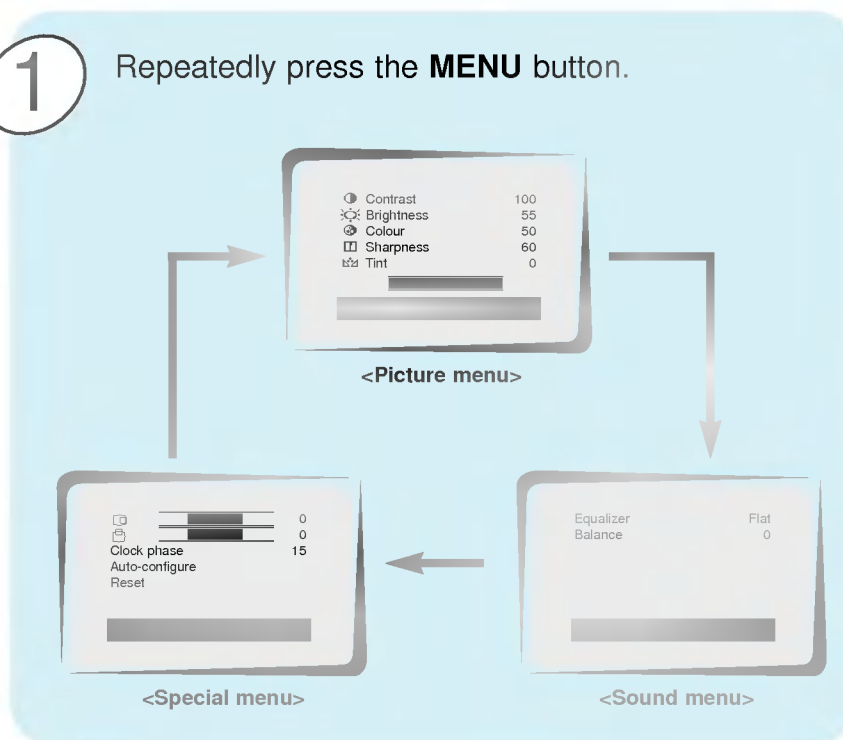 1
Repeatedly press the MENU button.
Contrast 100
Brightness 55
Colour 50
Sharpness 60
Tint 0
<Picture menu>
0
0
Clock phase 15
Auto-configure
Reset
<Special menu>
Equalizer Flat
Balance 0
<Sound menu>